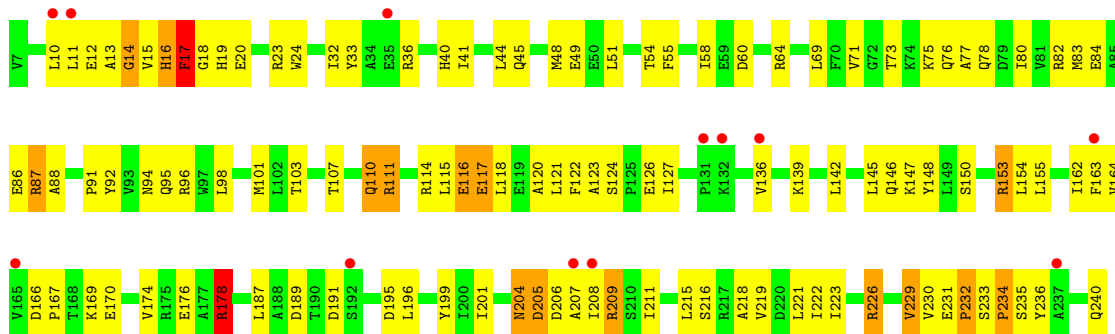 V7 L10 L11 E12 A13 G14 V15 H16 F17 G18 H19 E20 R23 W24 I32 Y33 A34 E35 R36 H40 I41 L44 Q45 M48 E49 E50 L51 T54 F55 I58 E59 D60 R64 L69 F70 V71 G72 T73 K74 K75 Q76 A77 Q78 D79 I80 V81 R82 M83 E84 A85
E86 R87 A88 P91 Y92 V93 N94 Q95 R96 W97 L98 M101 L102 T103 T107 Q110 R111 R114 L115 E116 E117 L118 E119 A120 L121 F122 A123 S124 P125 E126 I127 P131 K132 V136 K139 L142 L145 Q146 K147 Y148 L149 S150 R153 L154 L155 I162 F163 V164
V165 D166 P167 T168 K169 E170 V174 R175 E176 A177 R178 L187 A188 D189 T190 D191 S192 D195 L196 Y199 I200 I201 N204 D205 D206 A207 I208 R209 S210 I211 L215 S216 R217 A218 V219 D220 L221 I222 I223 R226 V229 V230 E231 P232 S233 P234 S235 Y236 A237 Q240